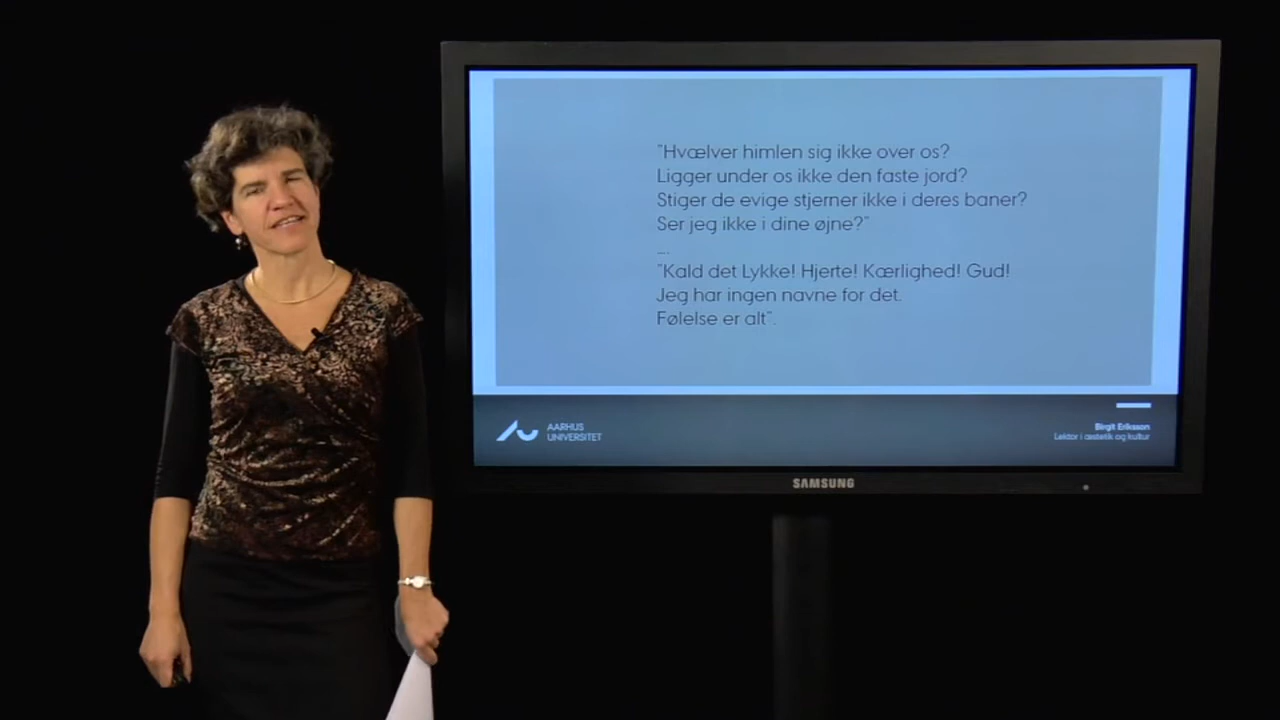 "Hvælver himlen sig ikke over os?
Ligger under os ikke den faste jord?
Stiger de evige stjerner ikke i deres baner?
Ser jeg ikke i dine øjne?"
....
"Kald det Lykke! Hjerte! Kærlighed! Gud!
Jeg har ingen navne for det.
Følelse er alt".
AARHUS
UNIVERSITET
Birgit Eriksson
Lektor i æstetik og kultur
SAMSUNG